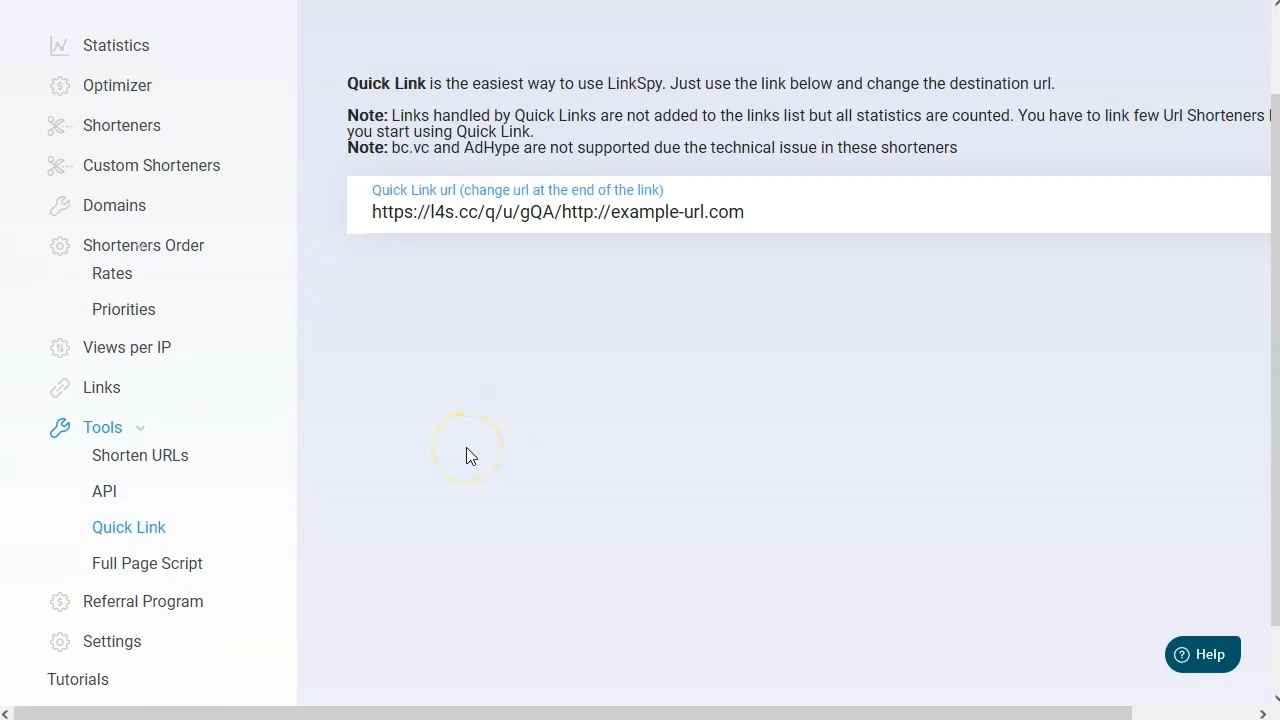 Statistics
Optimizer
Shorteners
Custom Shorteners
Domains
Shorteners Order
Rates
Priorities
Views per IP
Links
Tools
Shorten URLs
API
Quick Link
Full Page Script
Referral Program
Settings
Tutorials
Quick Link is the easiest way to use LinkSpy. Just use the link below and change the destination url.
Note: Links handled by Quick Links are not added to the links list but all statistics are counted. You have to link few Url Shorteners
you start using Quick Link.
Note: bc.vc and AdHype are not supported due the technical issue in these shorteners
Quick Link url (change url at the end of the link)
https://l4s.cc/q/u/gQA/http://example-url.com
Help